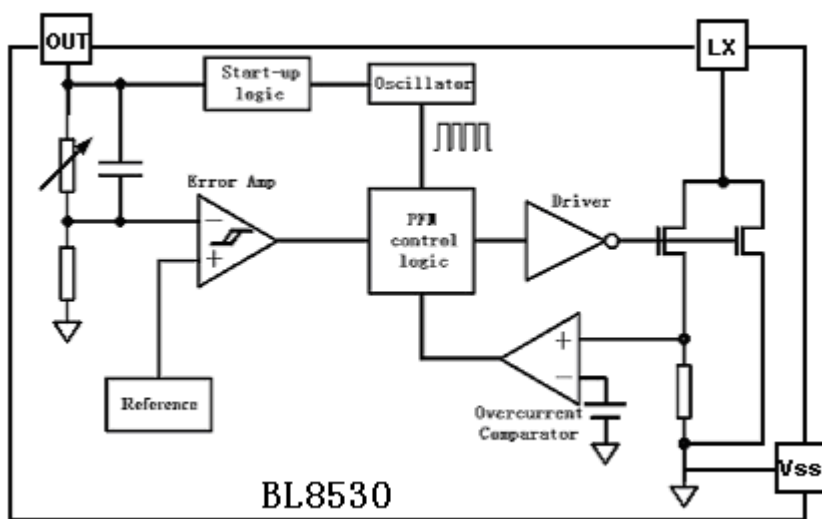 OUT
LX
Start-up
logic
Oscillator
Error Amp
Driver
PFM
control
logic
Reference
Overcurrent
Comparator
Vss
BL8530